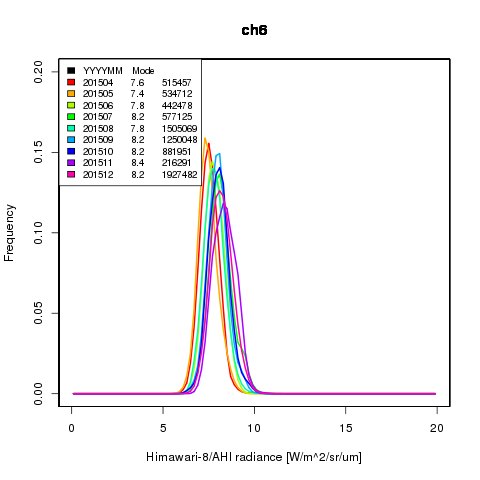 ch6
YYYYMM Mode
201504 7.6 515457
201505 7.4 534712
201506 7.8 442478
201507 8.2 577125
201508 7.8 1505069
201509 8.2 1250048
201510 8.2 881951
201511 8.4 216291
201512 8.2 1927482
Frequency
0.20
0.15
0.10
0.05
0.00
0 5 10 15 20
Himawari-8/AHI radiance [W/m^2/sr/um]